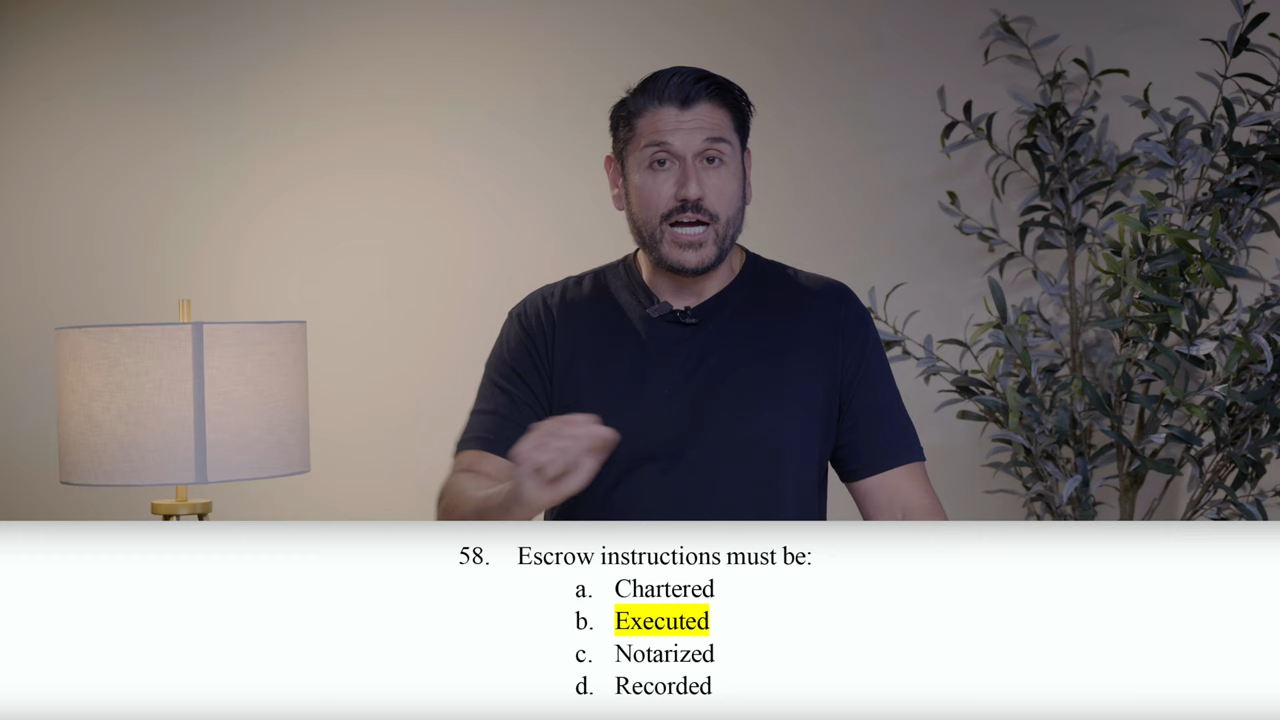 58. Escrow instructions must be:
a. Chartered
b. Executed
c. Notarized
d. Recorded